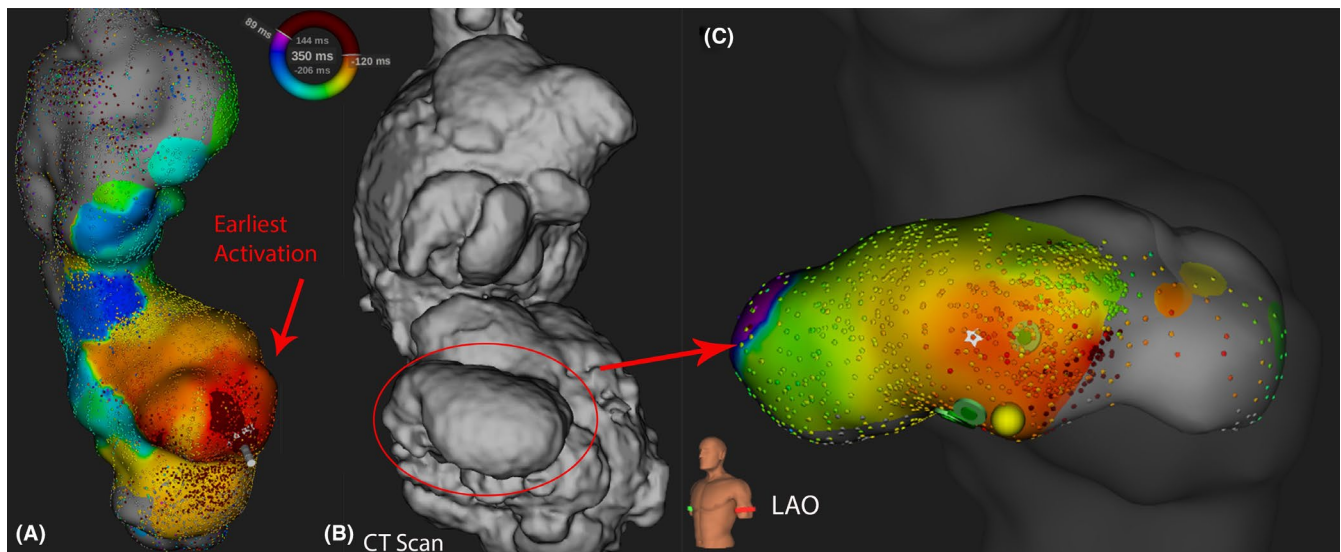 89 ms
144 ms
350 ms
-206 ms
-120 ms
Earliest
Activation
(A)
(B)
CT Scan
(C)
LAO